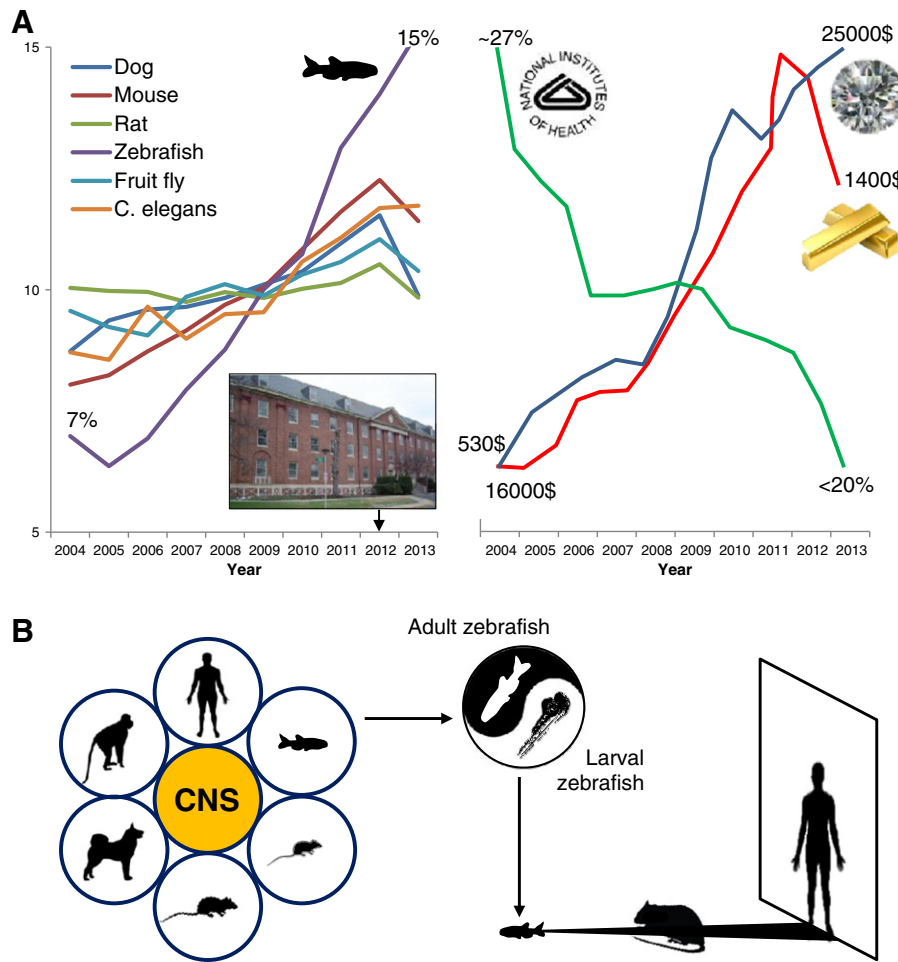 A
15
10
5
Dog
Mouse
Rat
Zebrafish
Fruit fly
C. elegans
15%
7%
2004 2005 2006 2007 2008 2009 2010 2011 2012 2013
Year
~27%
NATIONAL INSTITUTES
OF HEALTH
25000$
1400$
530$
16000$
<20%
2004 2005 2006 2007 2008 2009 2010 2011 2012 2013
Year
B
CNS
Adult zebrafish
Larval
zebrafish